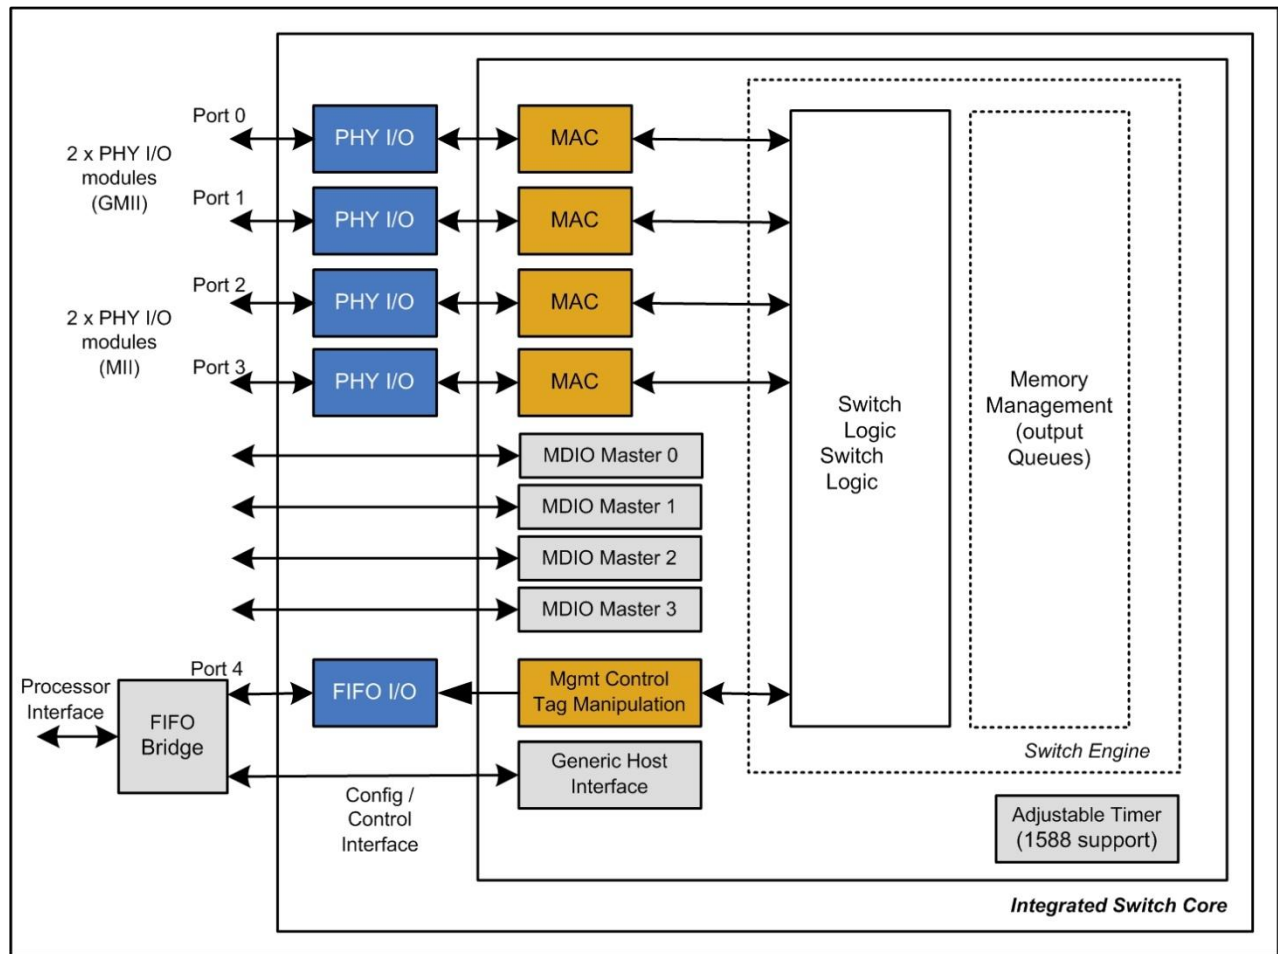 Port 0
PHY I/O
MAC
2 x PHY I/O
modules
(GMII)
Port 1
PHY I/O
MAC
Port 2
PHY I/O
MAC
2 x PHY I/O
modules
(MII)
Port 3
PHY I/O
MAC
Switch
Logic
Switch
Logic
Memory
Management
(output
Queues)
MDIO Master 0
MDIO Master 1
MDIO Master 2
MDIO Master 3
Port 4
Processor
Interface
FIFO
Bridge
FIFO I/O
Mgmt Control
Tag Manipulation
Switch Engine
Generic Host
Interface
Config /
Control
Interface
Adjustable Timer
(1588 support)
Integrated Switch Core